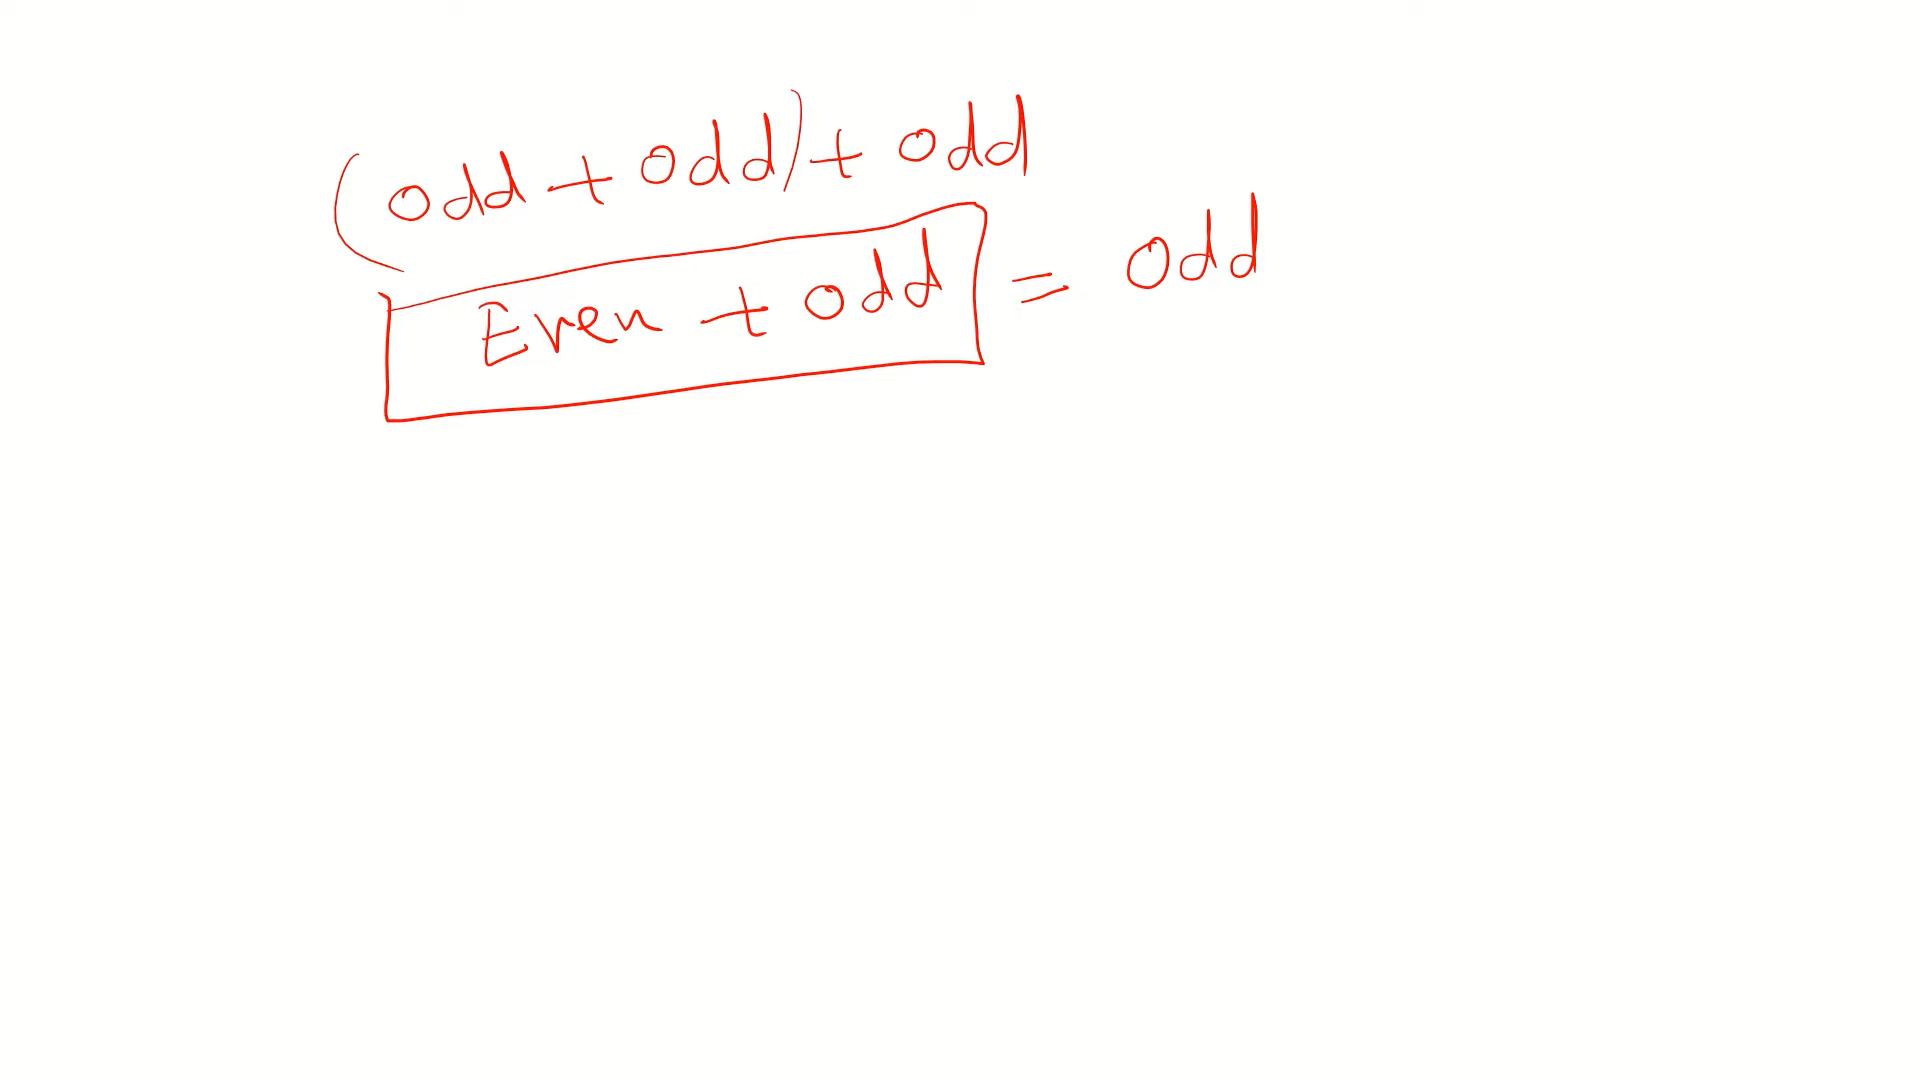 (odd + odd) + odd
Even + odd = odd